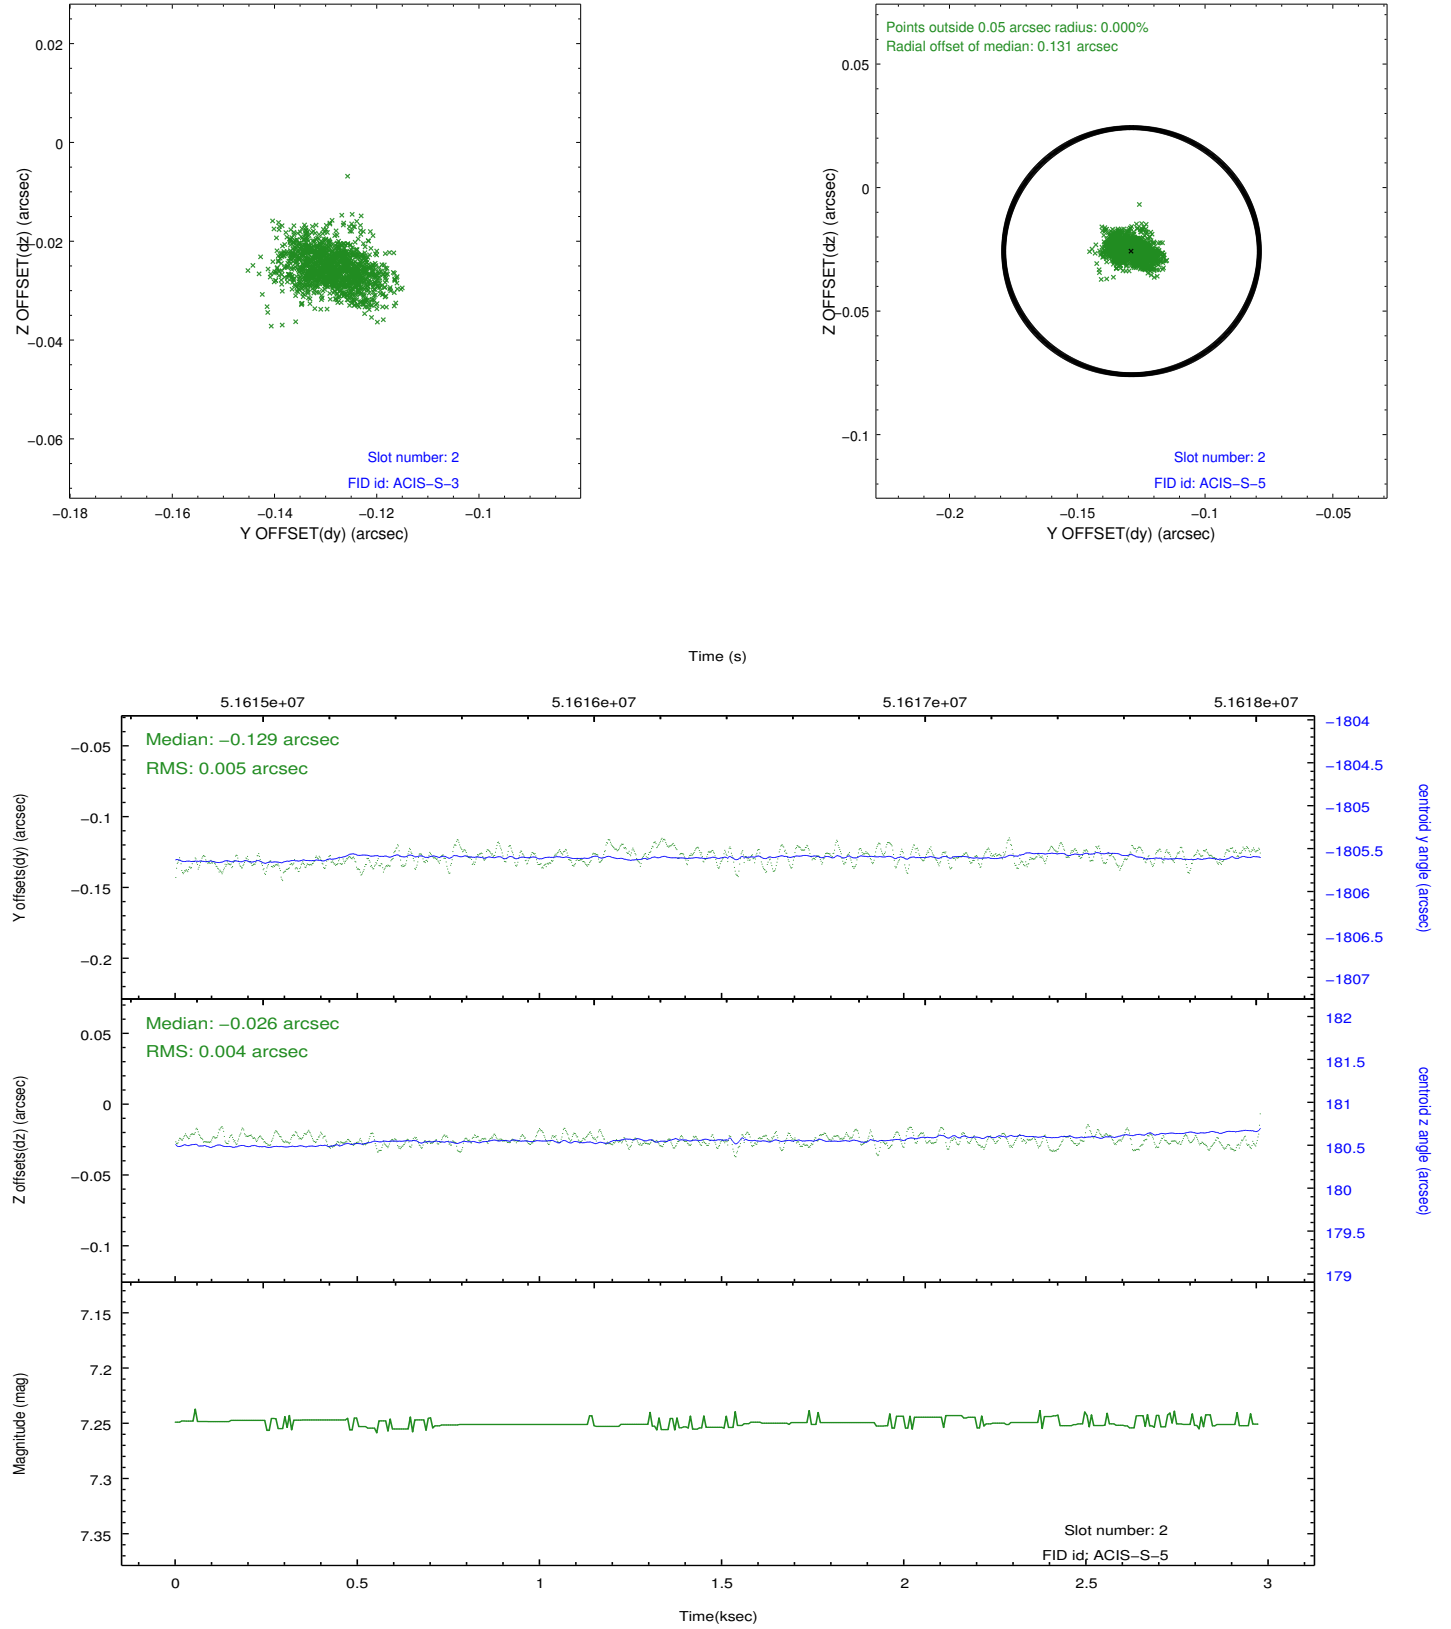 0.02
0
−0.02
−0.04
−0.06
Z OFFSET(dz) (arcsec)
Slot number: 2
FID id: ACIS−S−3
−0.18
−0.16
−0.14
−0.12
−0.1
Y OFFSET(dy) (arcsec)
Points outside 0.05 arcsec radius: 0.000%
Radial offset of median: 0.131 arcsec
0.05
0
−0.05
−0.1
Z OFFSET(dz) (arcsec)
Slot number: 2
FID id: ACIS−S−5
−0.2
−0.15
−0.1
−0.05
Y OFFSET(dy) (arcsec)
Time (s)
5.1615e+07
5.1616e+07
5.1617e+07
5.1618e+07
Median: −0.129 arcsec
RMS: 0.005 arcsec
−0.05
−0.1
−0.15
−0.2
Y offsets(dy) (arcsec)
−1804
−1804.5
−1805
−1805.5
−1806
−1806.5
−1807
centroid y angle (arcsec)
Median: −0.026 arcsec
RMS: 0.004 arcsec
0.05
0
−0.05
−0.1
Z offsets(dz) (arcsec)
182
181.5
181
180.5
180
179.5
179
centroid z angle (arcsec)
7.15
7.2
7.25
7.3
7.35
Magnitude (mag)
Slot number: 2
FID id: ACIS−S−5
0
0.5
1
1.5
2
2.5
3
Time(ksec)